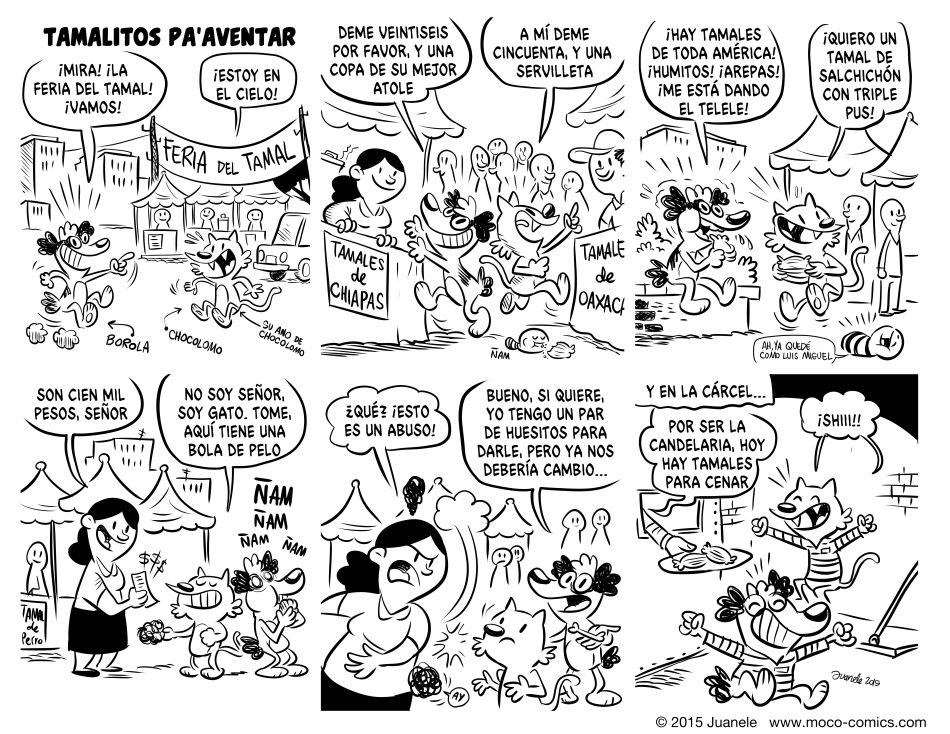 TAMALITOS PA'AVENTAR
¡MIRA! ¡LA
FERIA DEL TAMAL!
¡VAMOS!
¡ESTOY EN
EL CIELO!
FERIA DEL TAMAL
BOROLA
CHOCOLOMO
3U ANO DE
CHOCOLOMO
DEME VEINTISEIS
POR FAVOR, Y UNA
COPA DE SU MEJOR
ATOLE
A MÍ DEME
CINCUENTA, Y UNA
SERVILLETA
TAMALES
de
CHIAPAS
TAMALE
de
OAXAC
ÑAM
¡HAY TAMALES
DE TODA AMÉRICA!
¡HUMITOS! ¡AREPAS!
¡ME ESTÁ DANDO
EL TELELE!
¡QUIERO UN
TAMAL DE
SALCHICHÓN
CON TRIPLE
PUS!
AH, YA QUEDÉ
COMO LUIS MIGUEL
SON CIEN MIL
PESOS, SEÑOR
NO SOY SEÑOR,
SOY GATO. TOME,
AQUÍ TIENE UNA
BOLA DE PELO
ÑAM
ÑAM
ÑAM
ÑAM
$$$
TAMAL
de
Perro
¿QUÉ? ¡ESTO
ES UN ABUSO!
BUENO, SI QUIERE,
YO TENGO UN PAR
DE HUESITOS PARA
DARLE, PERO YA NOS
DEBERÍA CAMBIO...
AY
Y EN LA CÁRCEL...
POR SER LA
CANDELARIA, HOY
HAY TAMALES
PARA CENAR
¡SHIII!!
Juanele 2015
© 2015 Juanele www.moco-comics.com